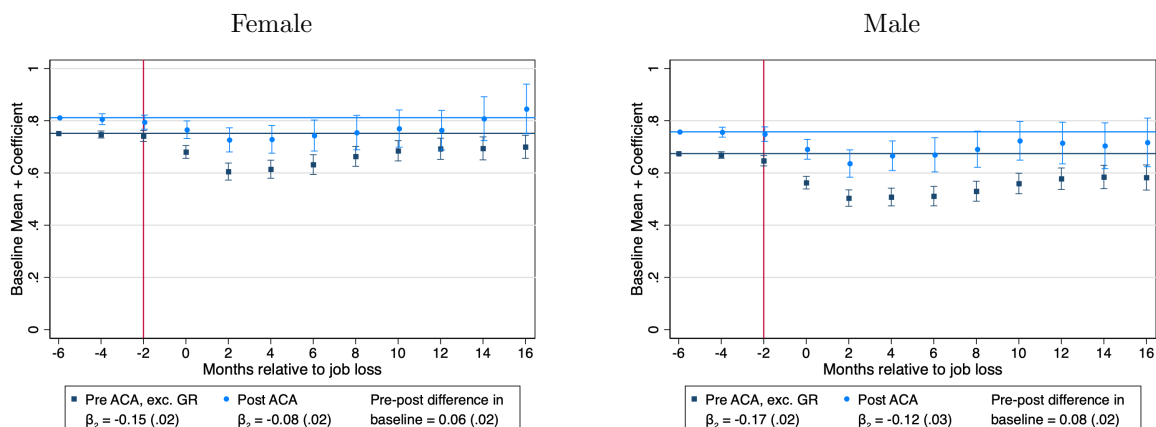 Female
Baseline Mean + Coefficient
1
.8
.6
.4
.2
0
-6 -4 -2 0 2 4 6 8 10 12 14 16
Months relative to job loss
Pre ACA, exc. GR Post ACA Pre-post difference in
β₂ = -0.15 (.02) β₂ = -0.08 (.02) baseline = 0.06 (.02)
Male
Baseline Mean + Coefficient
1
.8
.6
.4
.2
0
-6 -4 -2 0 2 4 6 8 10 12 14 16
Months relative to job loss
Pre ACA, exc. GR Post ACA Pre-post difference in
β₂ = -0.17 (.02) β₂ = -0.12 (.03) baseline = 0.08 (.02)